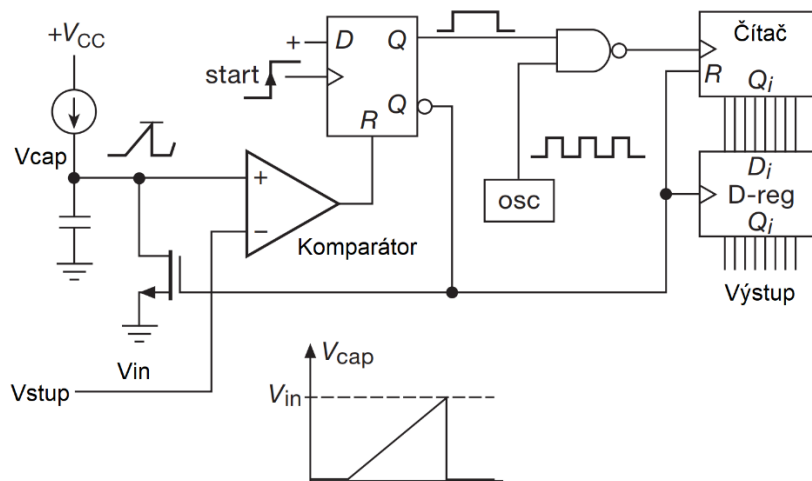 +VCC
Vcap
start
+
D
Q
Q
R
Čítač
R
Qi
Di
D-reg
Qi
Výstup
osc
+
−
Komparátor
Vin
Vstup
Vcap
Vin